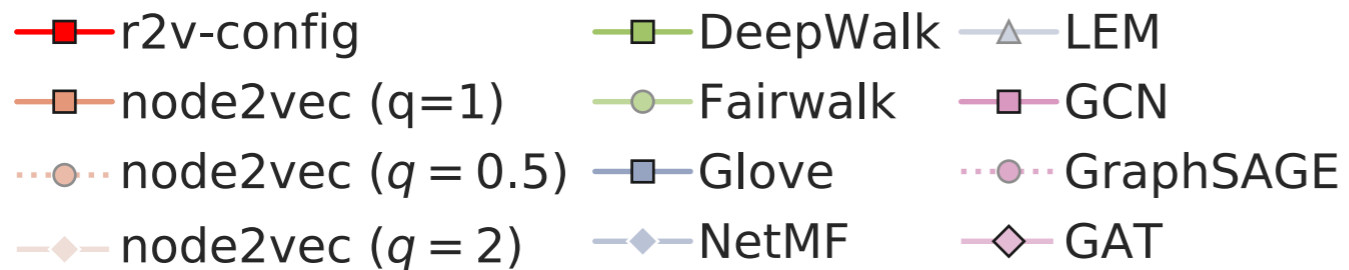 r2v-config
node2vec (q=1)
node2vec (q = 0.5)
node2vec (q = 2)
DeepWalk
Fairwalk
Glove
NetMF
LEM
GCN
GraphSAGE
GAT